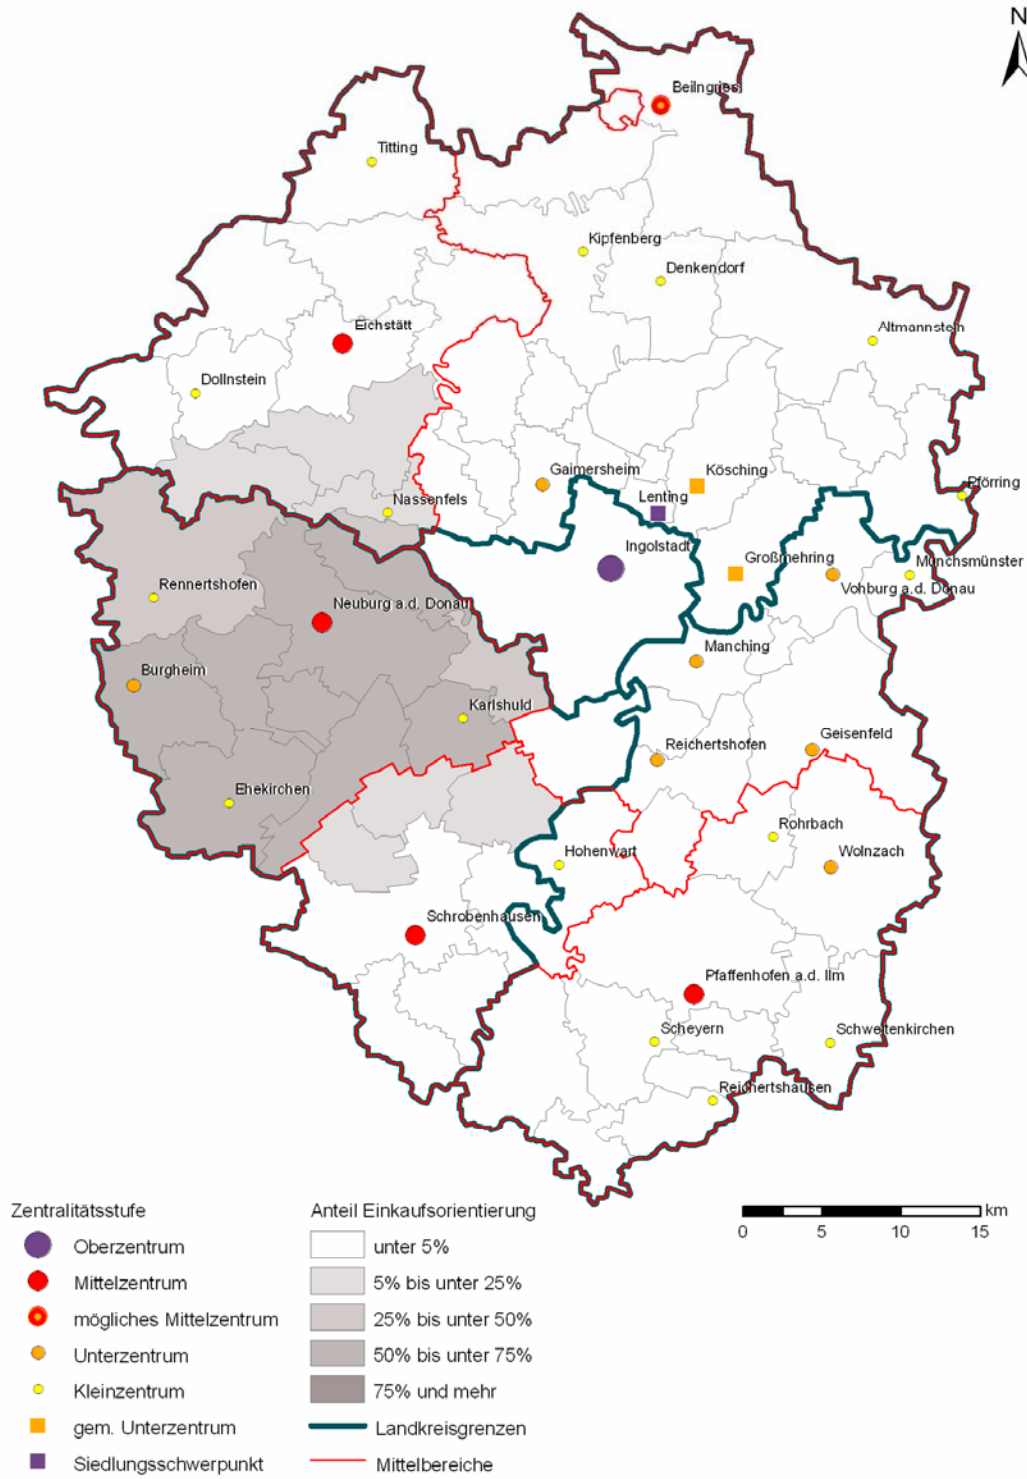 N
Beilngries
Titting
Kipfenberg
Denkendorf
Eichstätt
Altmannstein
Dollnstein
Gaimersheim
Kösching
Nassenfels
Lenting
Pförring
Ingolstadt
Großmehring
Münchsmünster
Rennertshofen
Vohburg a.d. Donau
Neuburg a.d. Donau
Manching
Burgheim
Karlshuld
Reichertshofen
Geisenfeld
Ehekirchen
Rohrbach
Hohenwart
Wolnzach
Schrobenhausen
Pfaffenhofen a.d. Ilm
Scheyern
Schweitenkirchen
Reichertshausen
km
0 5 10 15
Zentralitätsstufe
Oberzentrum
Mittelzentrum
mögliches Mittelzentrum
Unterzentrum
Kleinzentrum
gem. Unterzentrum
Siedlungsschwerpunkt
Anteil Einkaufsorientierung
unter 5%
5% bis unter 25%
25% bis unter 50%
50% bis unter 75%
75% und mehr
Landkreisgrenzen
Mittelbereiche